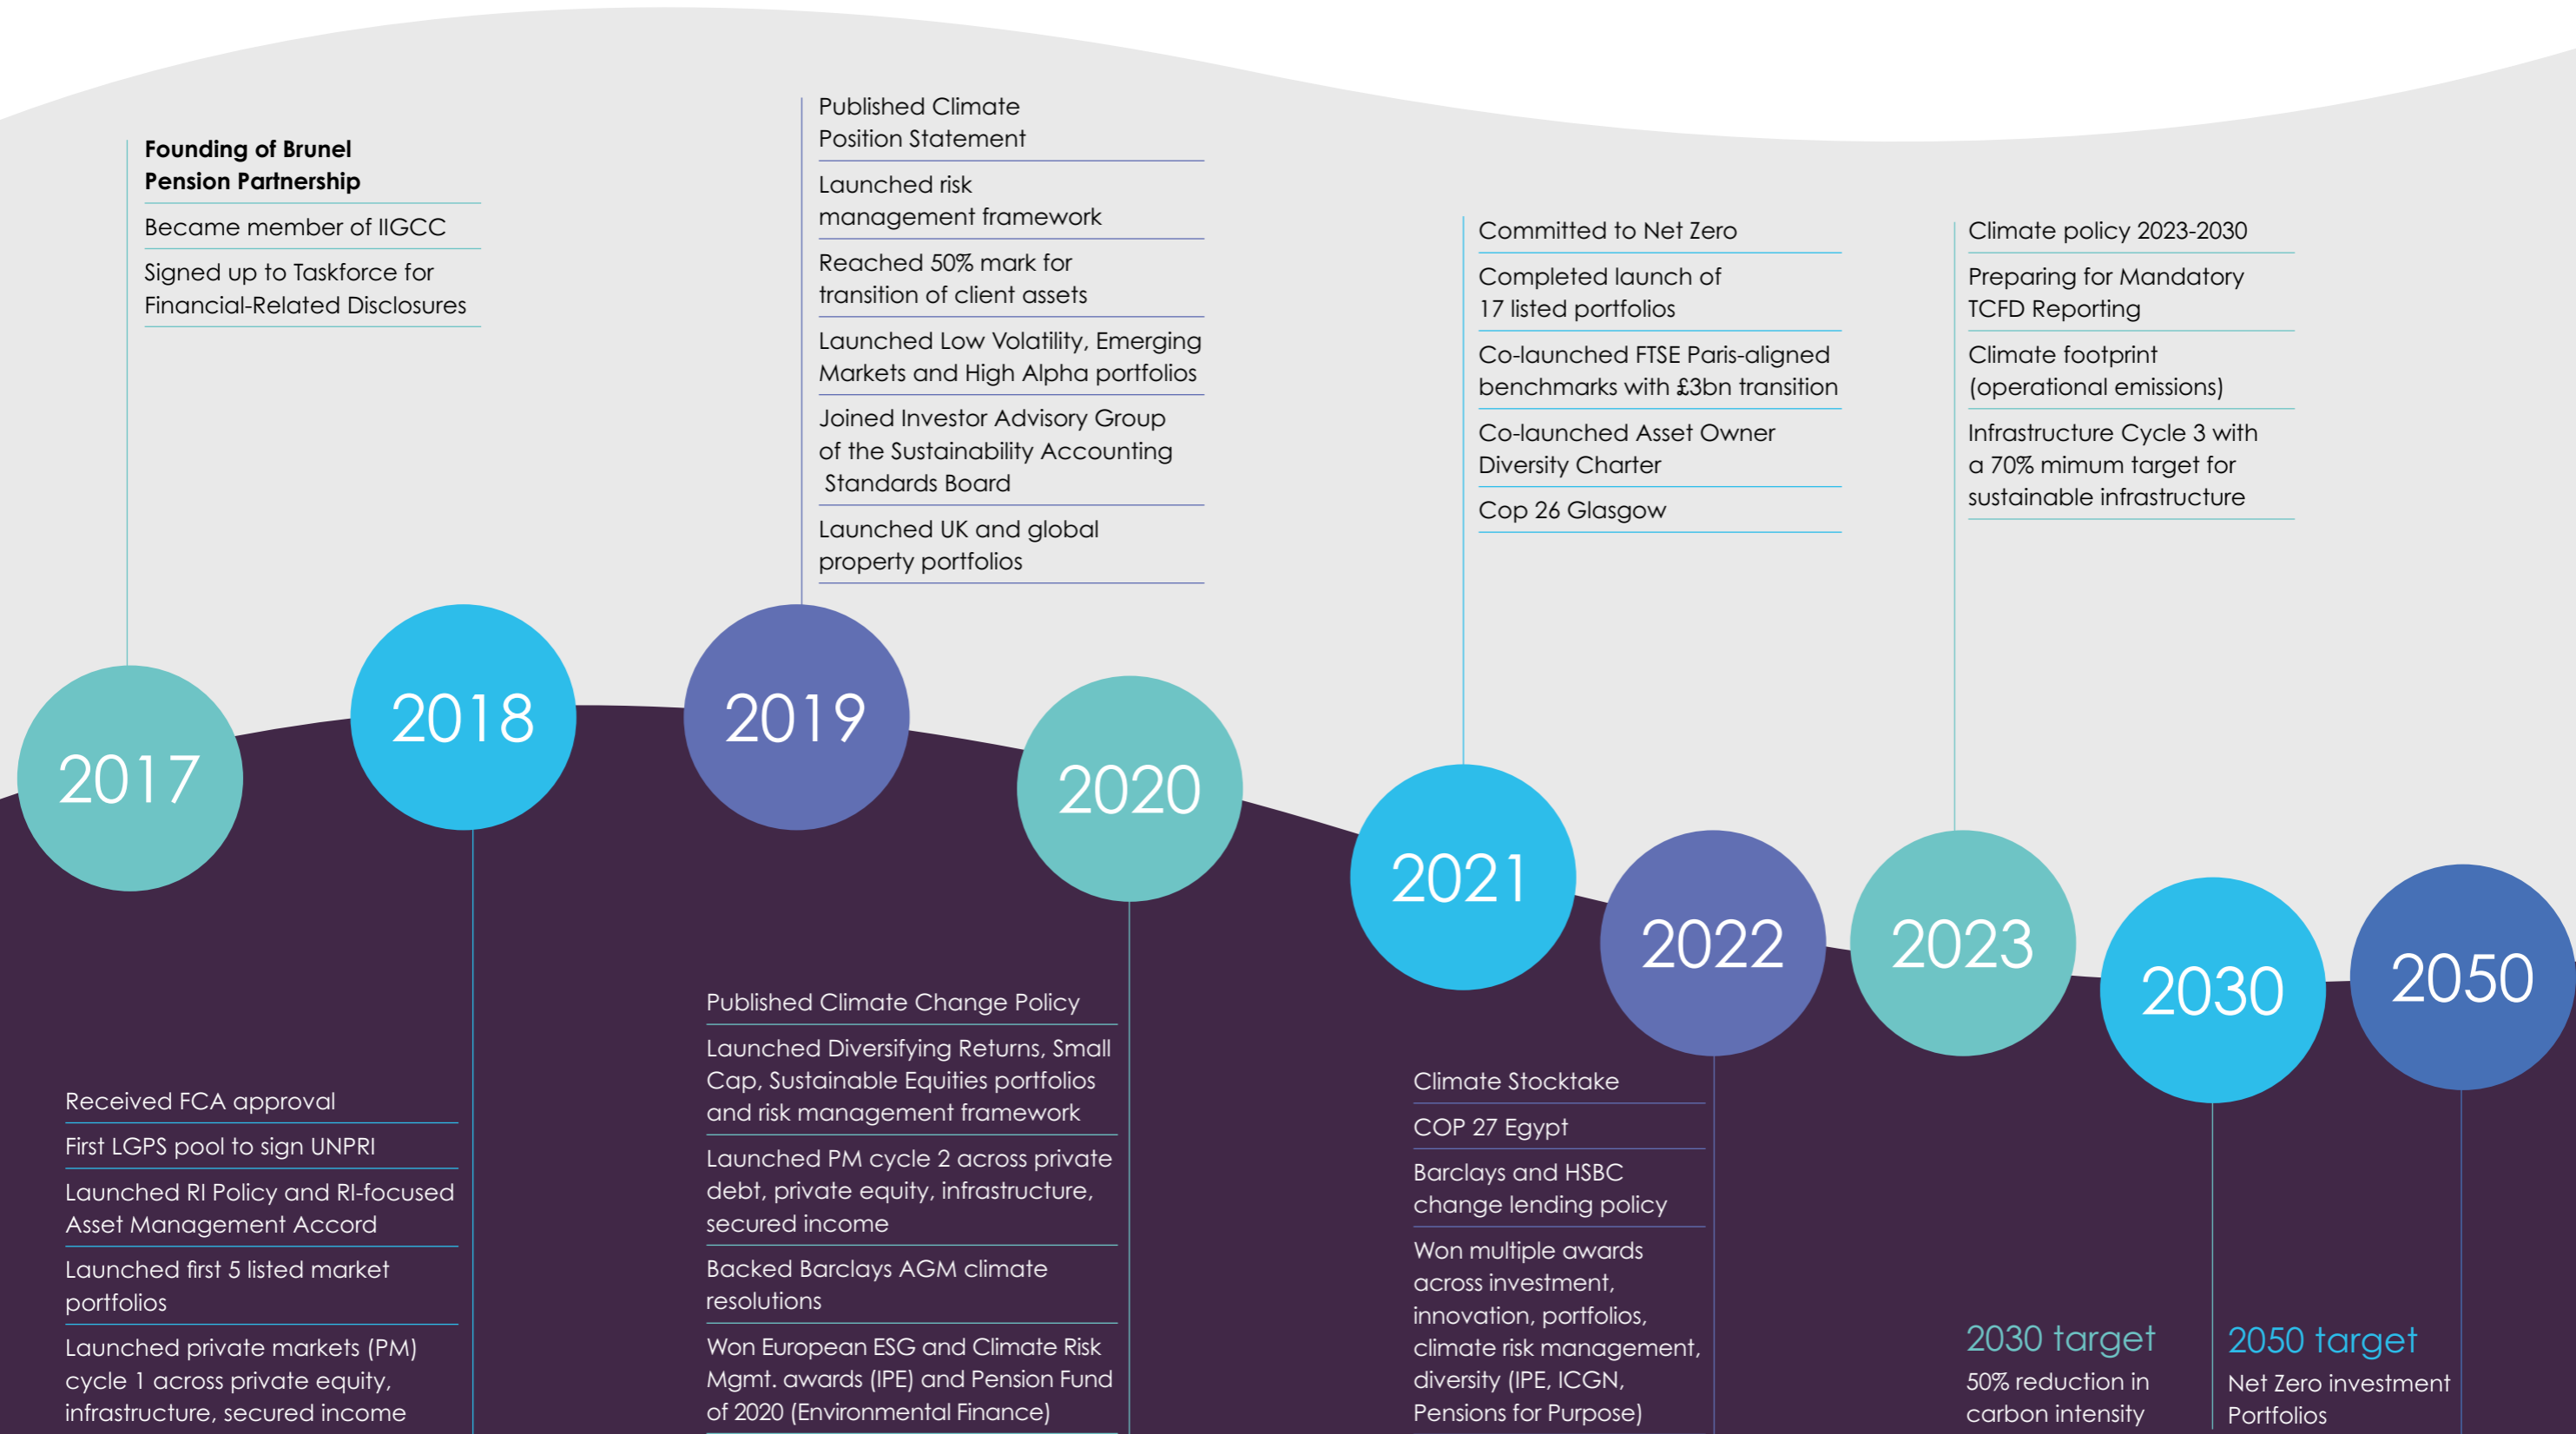 Founding of Brunel
Pension Partnership
Became member of IIGCC
Signed up to Taskforce for
Financial-Related Disclosures
Published Climate
Position Statement
Launched risk
management framework
Reached 50% mark for
transition of client assets
Launched Low Volatility, Emerging
Markets and High Alpha portfolios
Joined Investor Advisory Group
of the Sustainability Accounting
Standards Board
Launched UK and global
property portfolios
Committed to Net Zero
Completed launch of
17 listed portfolios
Co-launched FTSE Paris-aligned
benchmarks with £3bn transition
Co-launched Asset Owner
Diversity Charter
Cop 26 Glasgow
Climate policy 2023-2030
Preparing for Mandatory
TCFD Reporting
Climate footprint
(operational emissions)
Infrastructure Cycle 3 with
a 70% mimum target for
sustainable infrastructure
2017
2018
2019
2020
2021
2022
2023
2030
2050
Received FCA approval
First LGPS pool to sign UNPRI
Launched RI Policy and RI-focused
Asset Management Accord
Launched first 5 listed market
portfolios
Launched private markets (PM)
cycle 1 across private equity,
infrastructure, secured income
Published Climate Change Policy
Launched Diversifying Returns, Small
Cap, Sustainable Equities portfolios
and risk management framework
Launched PM cycle 2 across private
debt, private equity, infrastructure,
secured income
Backed Barclays AGM climate
resolutions
Won European ESG and Climate Risk
Mgmt. awards (IPE) and Pension Fund
of 2020 (Environmental Finance)
Climate Stocktake
COP 27 Egypt
Barclays and HSBC
change lending policy
Won multiple awards
across investment,
innovation, portfolios,
climate risk management,
diversity (IPE, ICGN,
Pensions for Purpose)
2030 target
50% reduction in
carbon intensity
2050 target
Net Zero investment
Portfolios